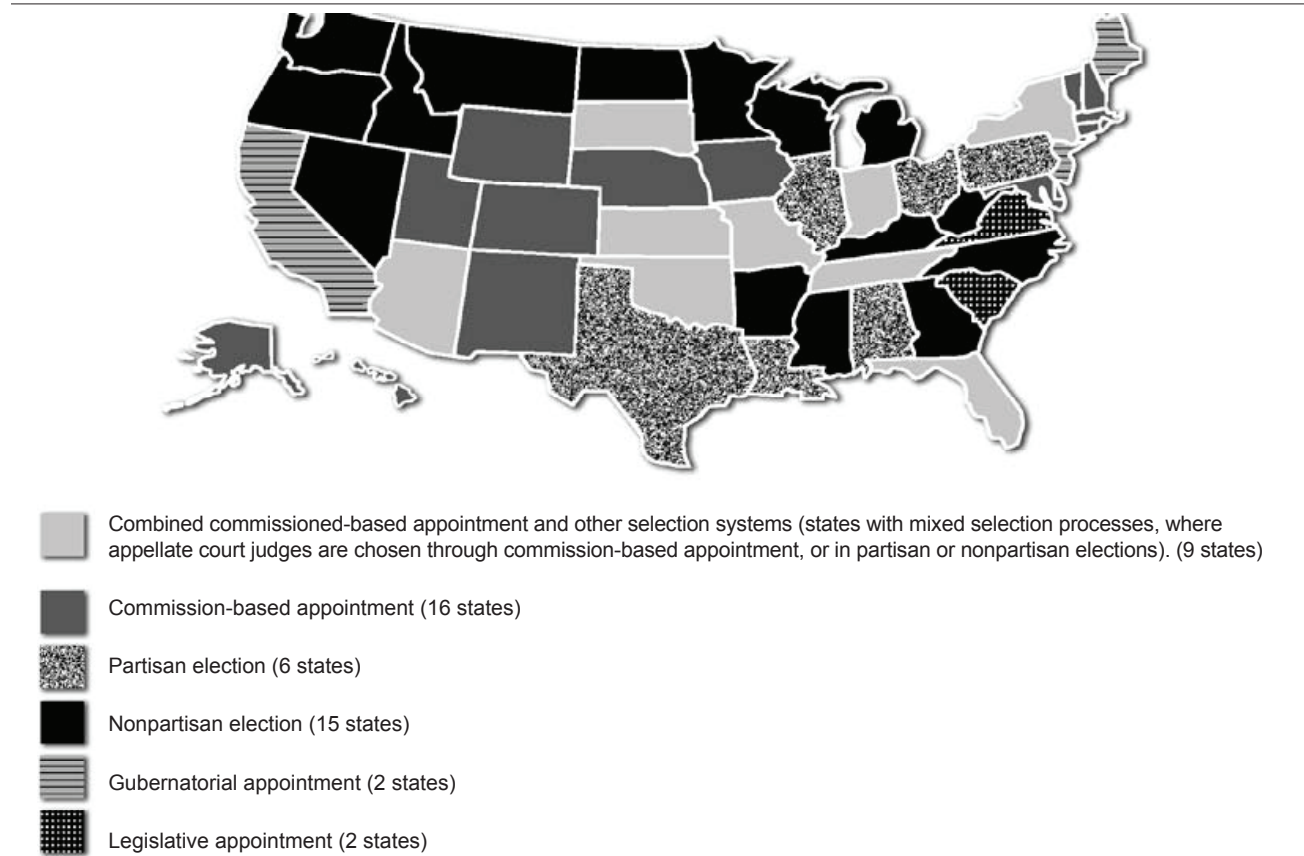 Combined commissioned-based appointment and other selection systems (states with mixed selection processes, where
appellate court judges are chosen through commission-based appointment, or in partisan or nonpartisan elections). (9 states)
Commission-based appointment (16 states)
Partisan election (6 states)
Nonpartisan election (15 states)
Gubernatorial appointment (2 states)
Legislative appointment (2 states)